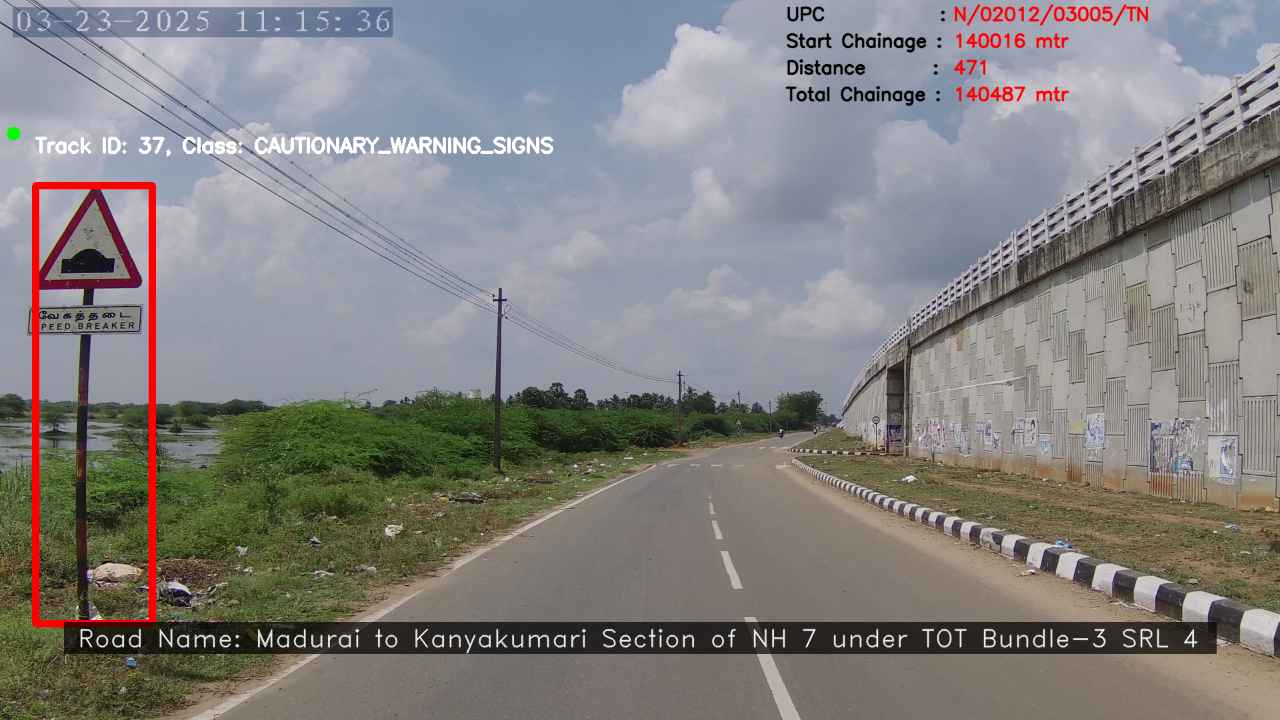 03-23-2025 11:15:36
UPC : N/02012/03005/TN
Start Chainage : 140016 mtr
Distance : 471
Total Chainage : 140487 mtr
Track ID: 37, Class: CAUTIONARY_WARNING_SIGNS
வேகத்தடை
SPEED BREAKER
Road Name: Madurai to Kanyakumari Section of NH 7 under TOT Bundle-3 SRL 4